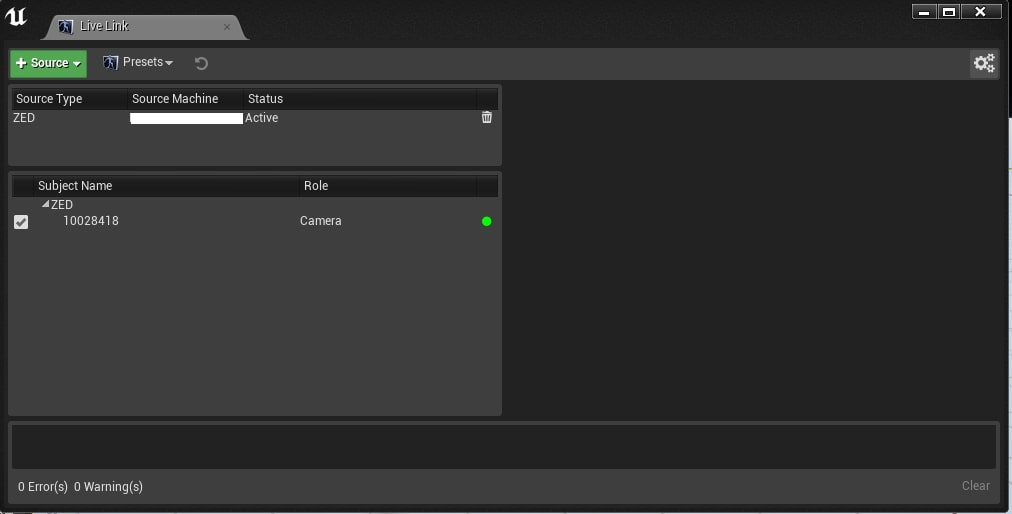 Live Link
Source Presets
Source Type Source Machine Status
ZED Active
Subject Name Role
ZED
10028418 Camera
0 Error(s) 0 Warning(s) Clear